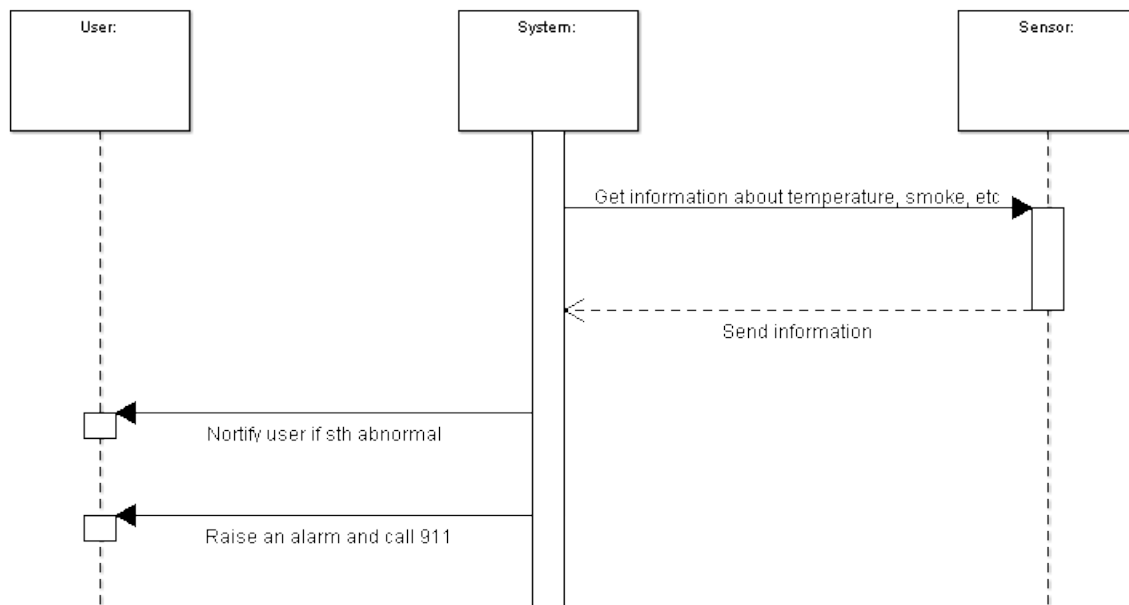 User:
System:
Sensor:
Get information about temperature, smoke, etc
Send information
Nortify user if sth abnormal
Raise an alarm and call 911